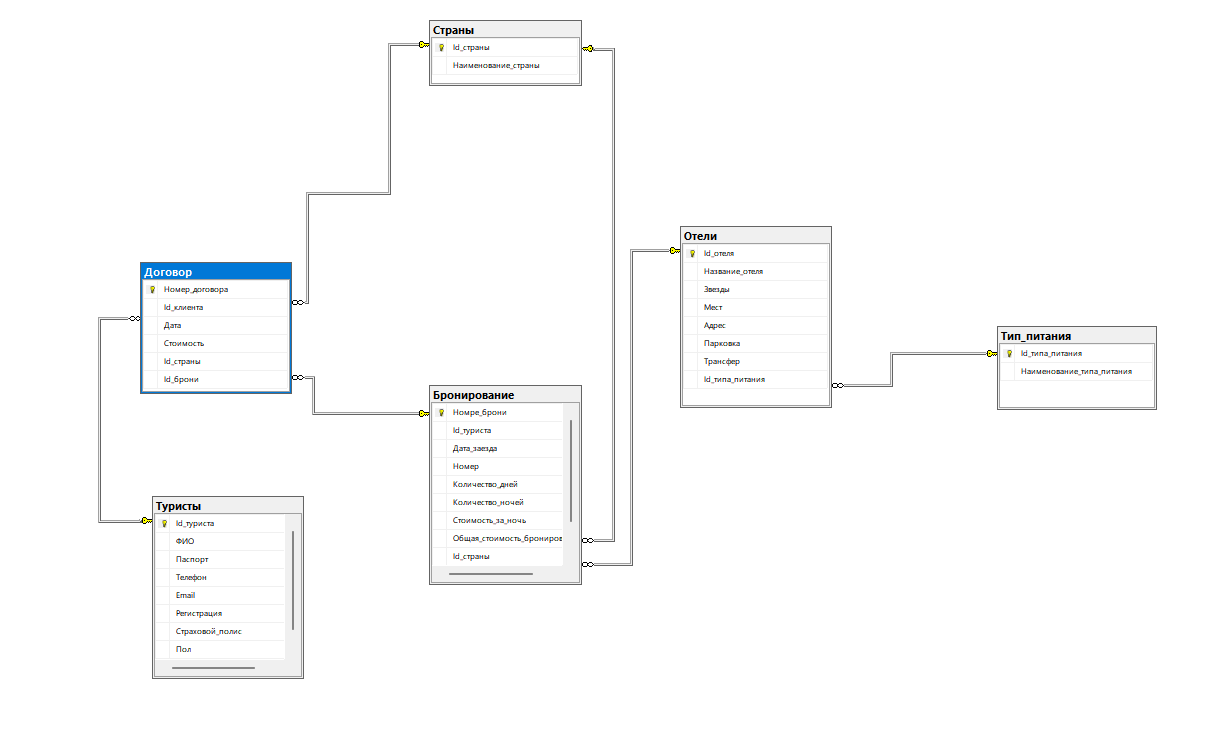 Страны
Id_страны
Наименование_страны
Договор
Номер_договора
Id_клиента
Дата
Стоимость
Id_страны
Id_брони
Отели
Id_отеля
Название_отеля
Звезды
Мест
Адрес
Парковка
Трансфер
Id_типа_питания
Тип_питания
Id_типа_питания
Наименование_типа_питания
Бронирование
Номре_брони
Id_туриста
Дата_заезда
Номер
Количество_дней
Количество_ночей
Стоимость_за_ночь
Общая_стоимость_брониров
Id_страны
Туристы
Id_туриста
ФИО
Паспорт
Телефон
Email
Регистрация
Страховой_полис
Пол